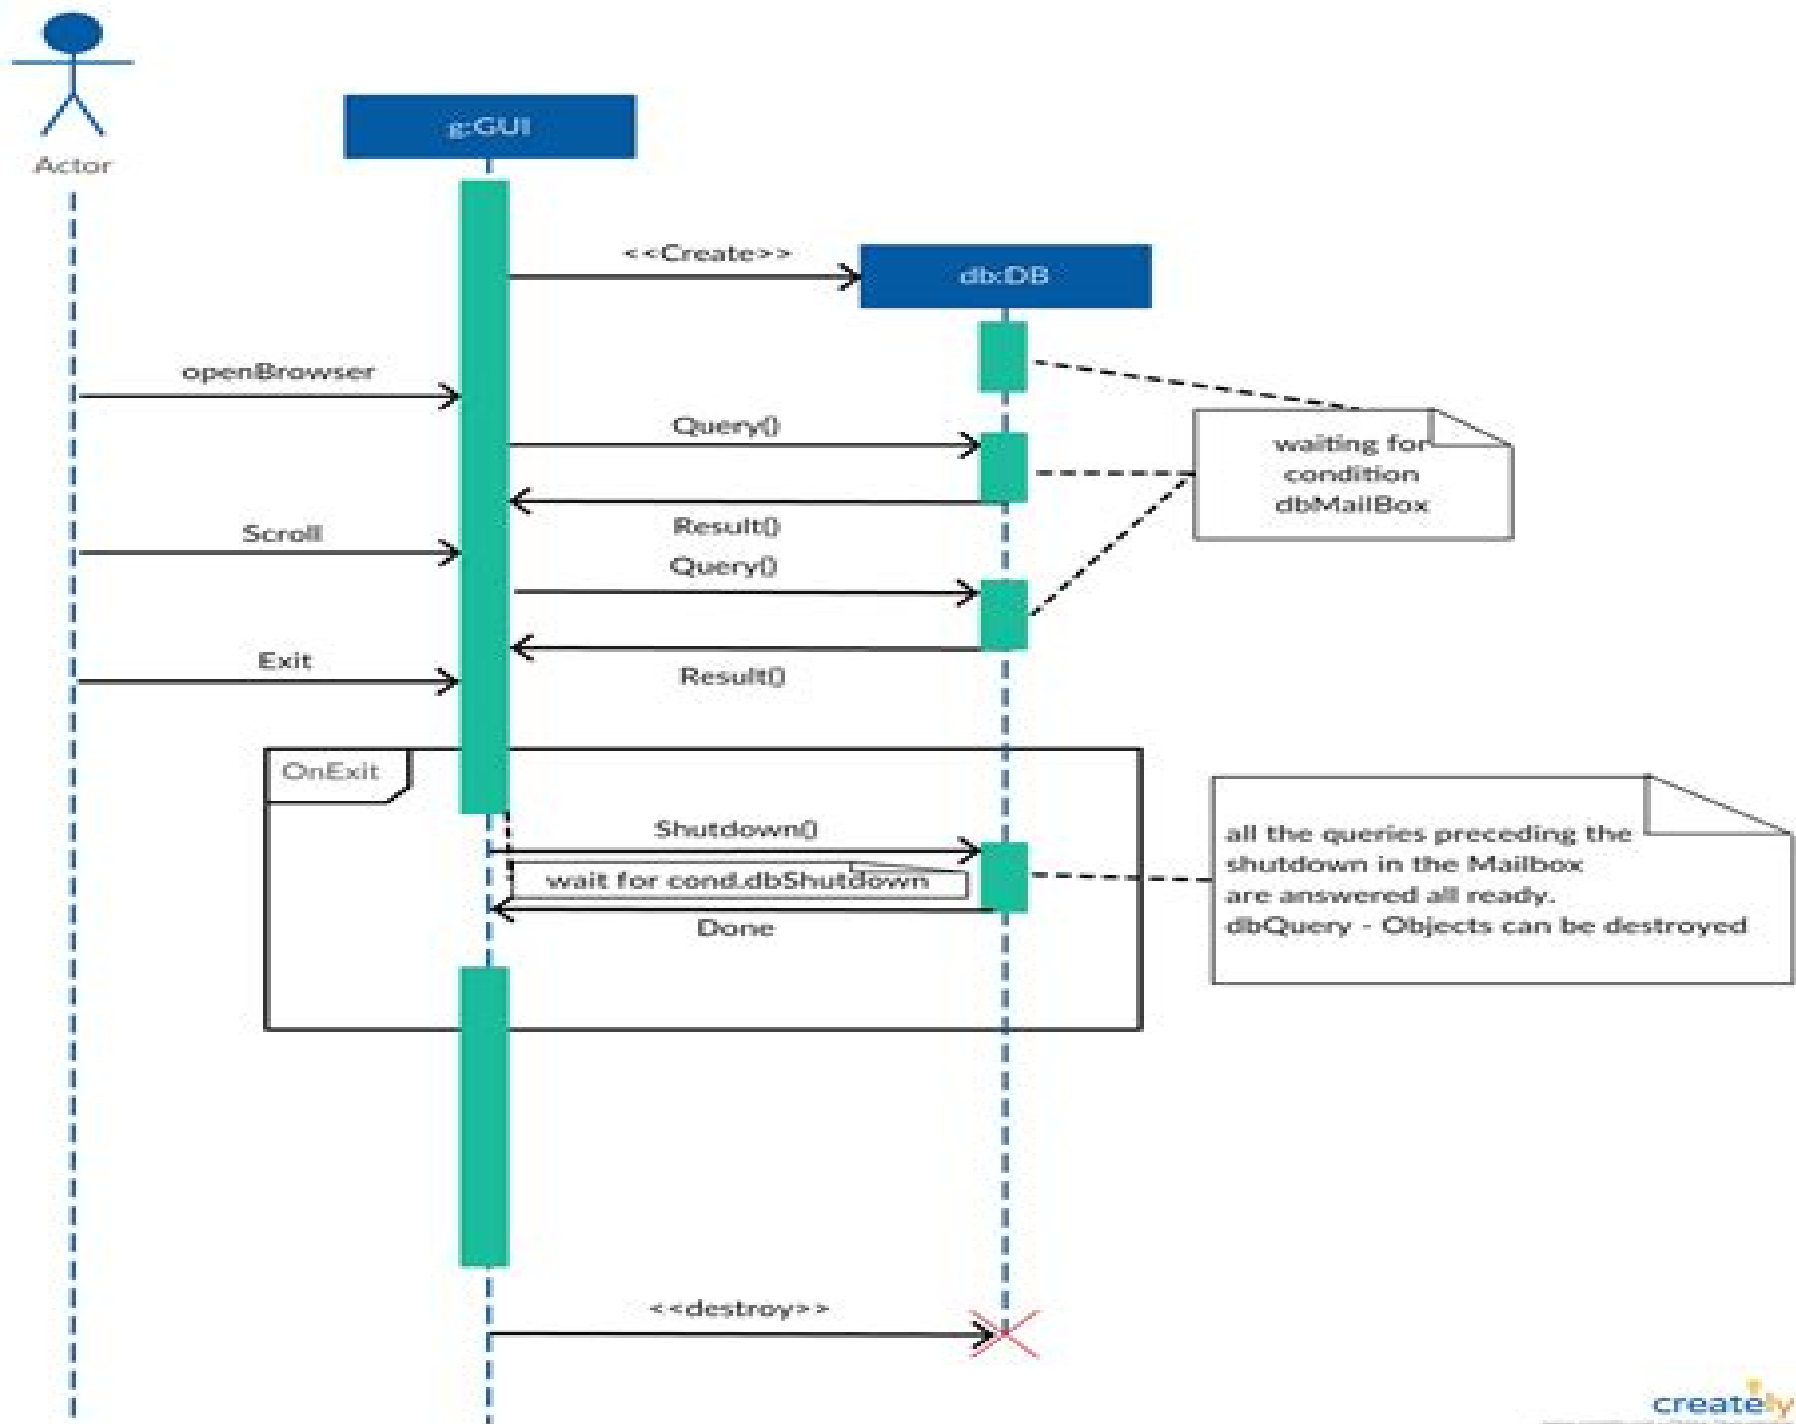 Actor
g:GUI
<<Create>>
db:DB
openBrowser
Query()
waiting for
condition
dbMailBox
Result()
Scroll
Query()
Exit
Result()
OnExit
Shutdown()
wait for cond.dbShutdown
Done
all the queries preceding the
shutdown in the Mailbox
are answered all ready.
dbQuery - Objects can be destroyed
<<destroy>>
creately